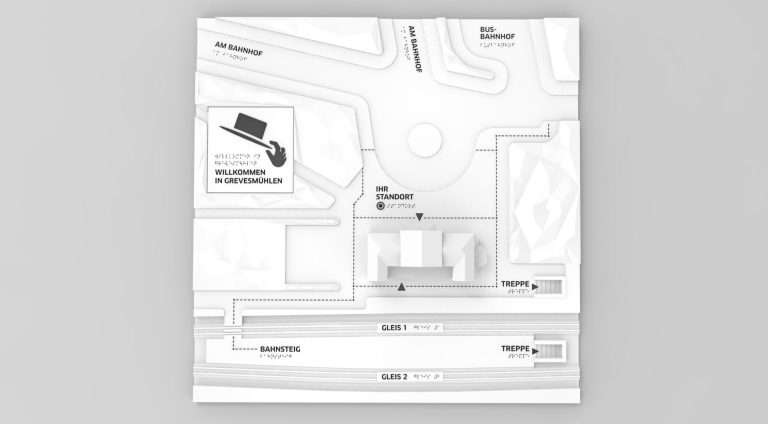 AM BAHNHOF
AM BAHNHOF
BUS-
BAHNHOF
WILLKOMMEN
IN GREVESMÜHLEN
IHR
STANDORT
TREPPE
GLEIS 1
BAHNSTEIG
TREPPE
GLEIS 2